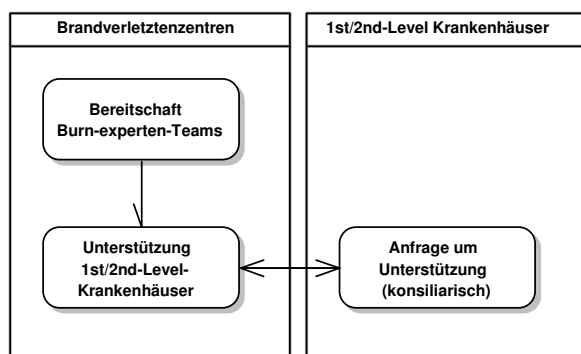 Brandverletztenzentren
1st/2nd-Level Krankenhäuser
Bereitschaft
Burn-experten-Teams
Unterstützung
1st/2nd-Level-
Krankenhäuser
Anfrage um
Unterstützung
(konsiliarisch)